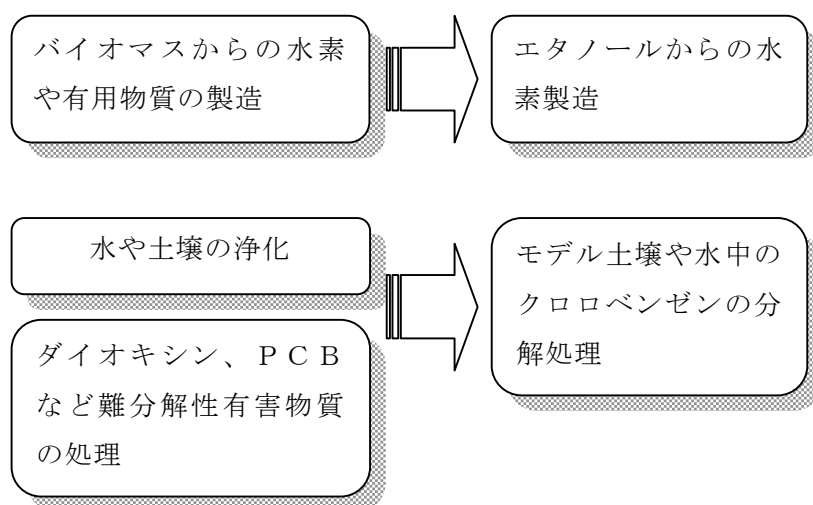 バイオマスからの水素
や有用物質の製造
エタノールからの水
素製造
水や土壌の浄化
ダイオキシン、ＰＣＢ
など難分解性有害物質
の処理
モデル土壌や水中の
クロロベンゼンの分
解処理